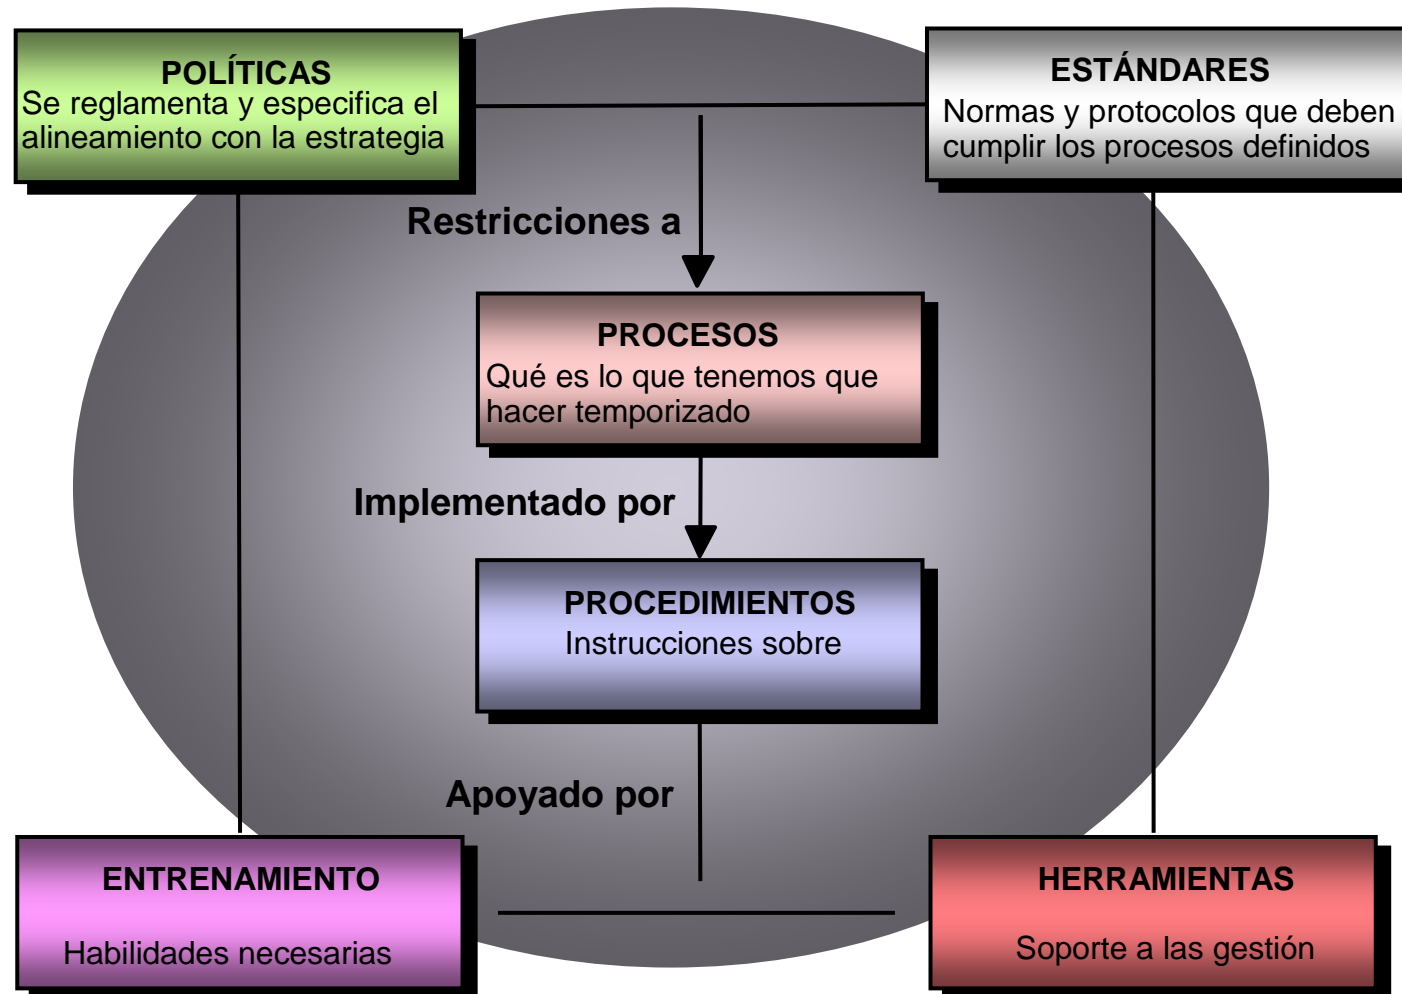 POLÍTICAS
Se reglamenta y especifica el
alineamiento con la estrategia
ESTÁNDARES
Normas y protocolos que deben
cumplir los procesos definidos
Restricciones a
PROCESOS
Qué es lo que tenemos que
hacer temporizado
Implementado por
PROCEDIMIENTOS
Instrucciones sobre
Apoyado por
ENTRENAMIENTO
Habilidades necesarias
HERRAMIENTAS
Soporte a las gestión